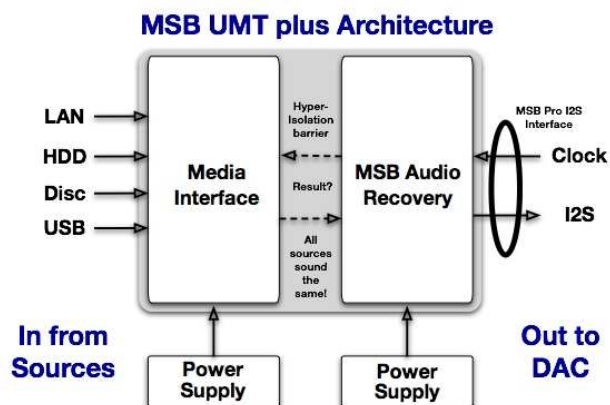 MSB UMT plus Architecture
LAN
HDD
Disc
USB
Media
Interface
Hyper-
Isolation
barrier
Result?
All
sources
sound
the
same!
MSB Audio
Recovery
MSB Pro I2S
Interface
Clock
I2S
In from
Sources
Power
Supply
Power
Supply
Out to
DAC